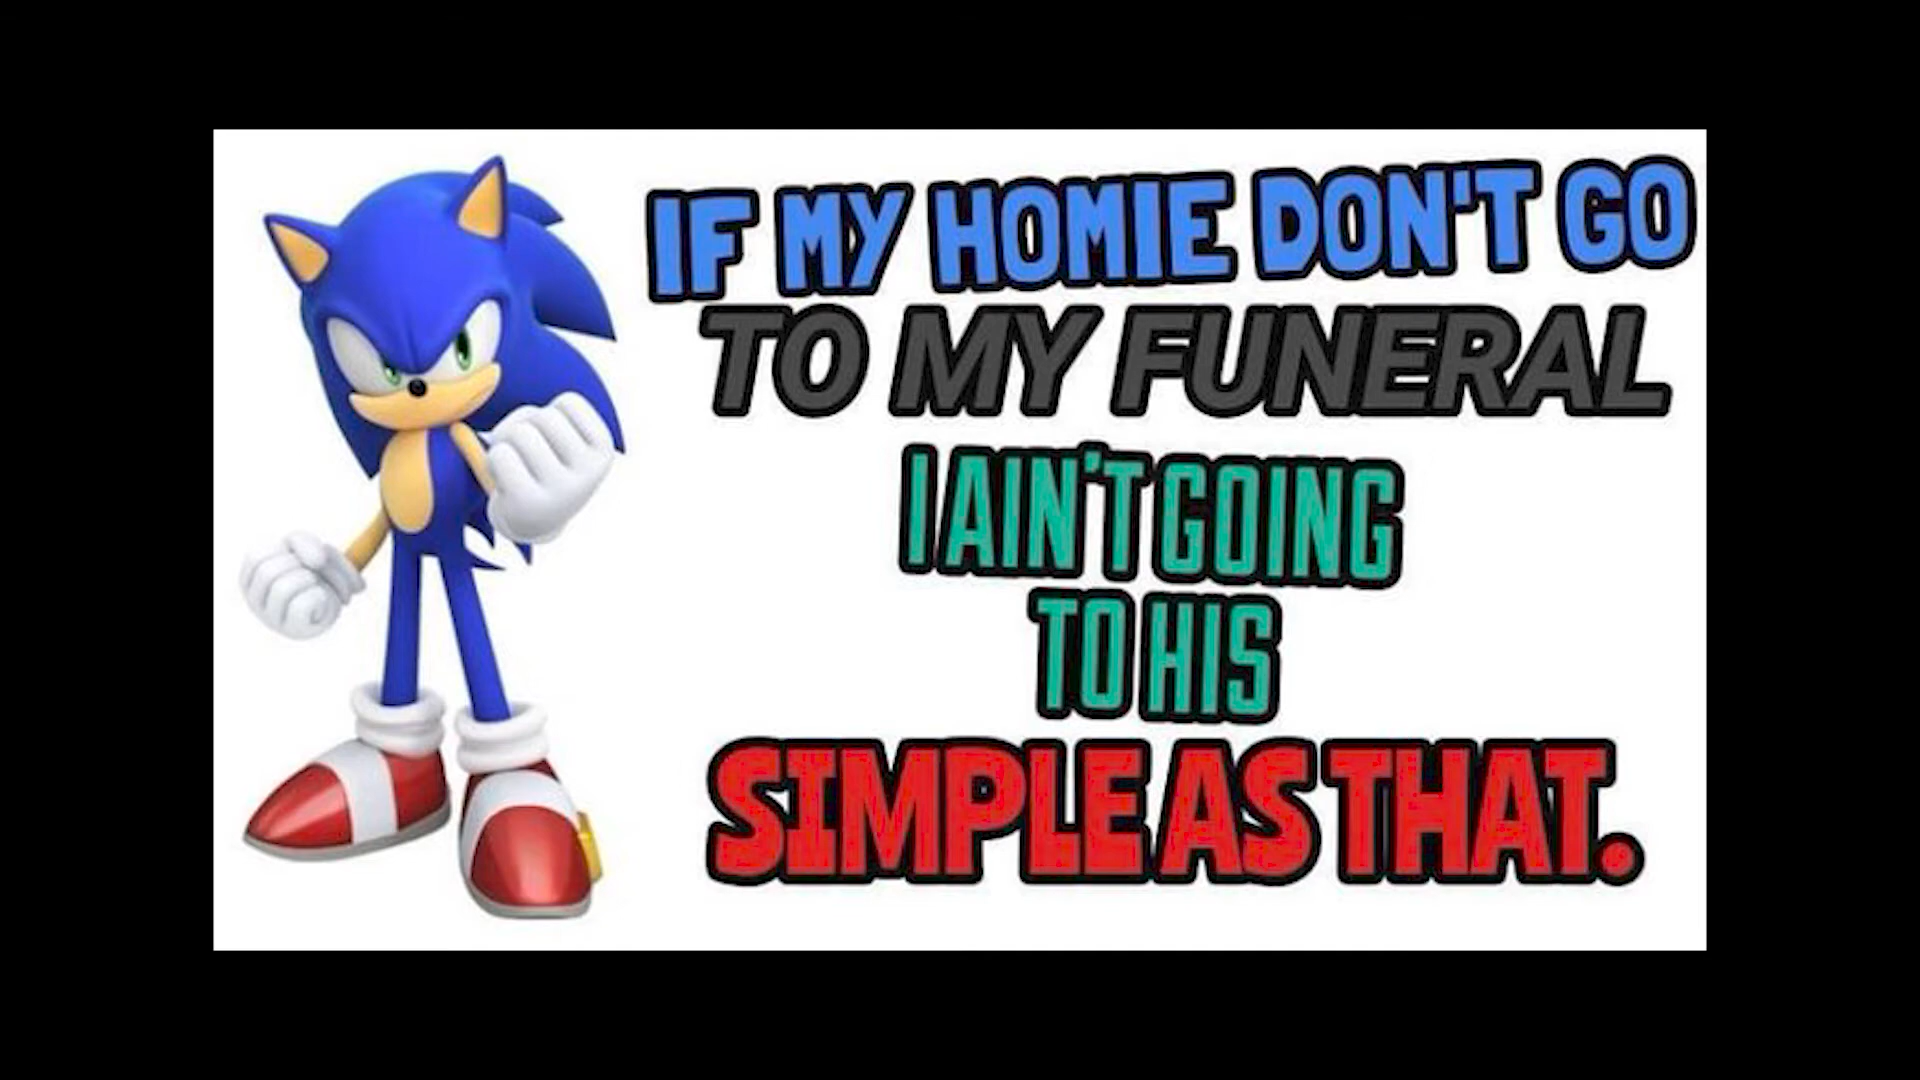 IF MY HOMIE DON'T GO
TO MY FUNERAL
I AIN'T GOING
TO HIS
SIMPLE AS THAT.